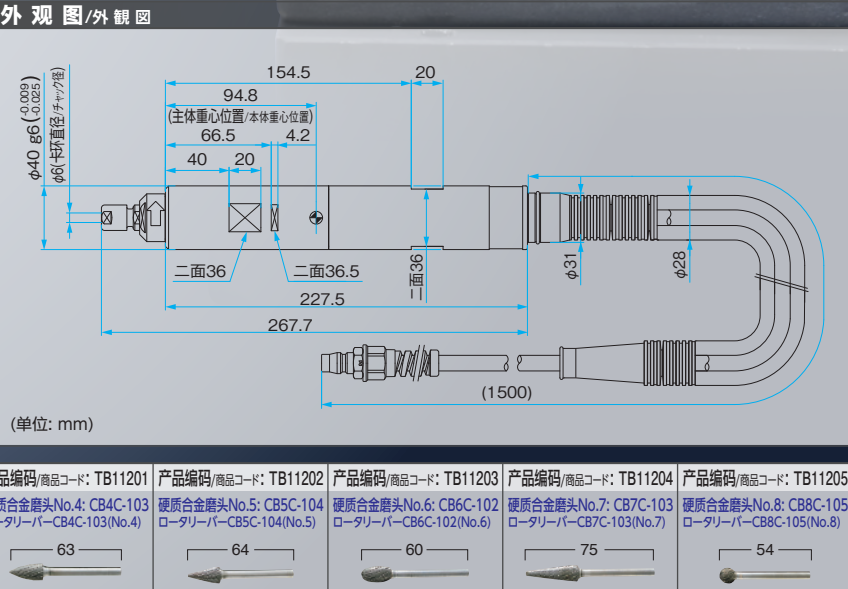 外观图/外観図
154.5
20
94.8
(主体重心位置/本体重心位置)
66.5
4.2
40
20
φ40 g6(-0.009 -0.025)
φ6(卡环直径/チャック径)
二面36
二面36.5
二面36
φ31
φ28
227.5
267.7
(1500)
(单位: mm)
品编码/商品コード: TB11201
质合金磨头No.4: CB4C-103
ータリーバーCB4C-103(No.4)
63
产品编码/商品コード: TB11202
硬质合金磨头No.5: CB5C-104
ロータリーバーCB5C-104(No.5)
64
产品编码/商品コード: TB11203
硬质合金磨头No.6: CB6C-102
ロータリーバーCB6C-102(No.6)
60
产品编码/商品コード: TB11204
硬质合金磨头No.7: CB7C-103
ロータリーバーCB7C-103(No.7)
75
产品编码/商品コード: TB11205
硬质合金磨头No.8: CB8C-105
ロータリーバーCB8C-105(No.8)
54